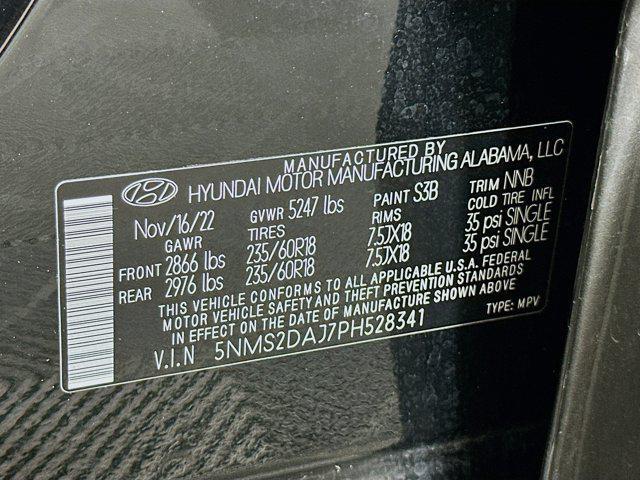 MANUFACTURED BY
HYUNDAI MOTOR MANUFACTURING ALABAMA, LLC
Nov/16/22 GVWR 5247 lbs PAINT S3B TRIM NNB
GAWR TIRES RIMS COLD TIRE INFL
FRONT 2866 lbs 235/60R18 7.5JX18 35 psi SINGLE
REAR 2976 lbs 235/60R18 7.5JX18 35 psi SINGLE
THIS VEHICLE CONFORMS TO ALL APPLICABLE U.S.A. FEDERAL
MOTOR VEHICLE SAFETY AND THEFT PREVENTION STANDARDS
IN EFFECT ON THE DATE OF MANUFACTURE SHOWN ABOVE
V.I.N 5NMS2DAJ7PH528341 TYPE: MPV